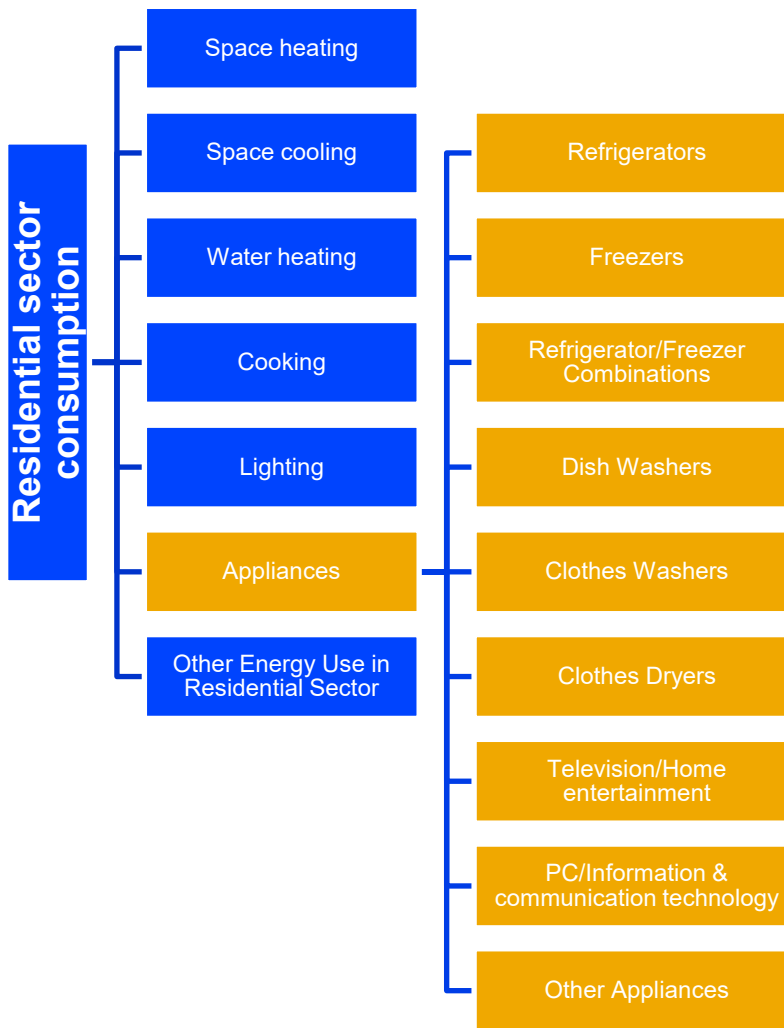 Residential sector
consumption
Space heating
Space cooling
Water heating
Cooking
Lighting
Appliances
Other Energy Use in
Residential Sector
Refrigerators
Freezers
Refrigerator/Freezer
Combinations
Dish Washers
Clothes Washers
Clothes Dryers
Television/Home
entertainment
PC/Information &
communication technology
Other Appliances